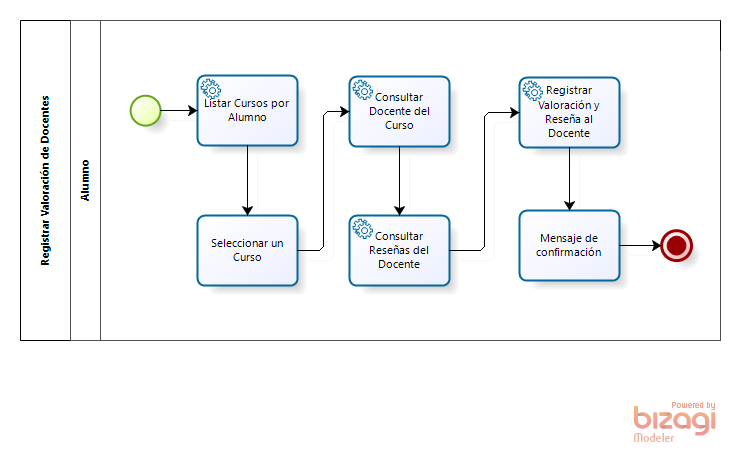 Registrar Valoración de Docentes
Alumno
Listar Cursos por
Alumno
Seleccionar un
Curso
Consultar
Docente del
Curso
Consultar
Reseñas del
Docente
Registrar
Valoración y
Reseña al
Docente
Mensaje de
confirmación
Powered by
bizagi
Modeler